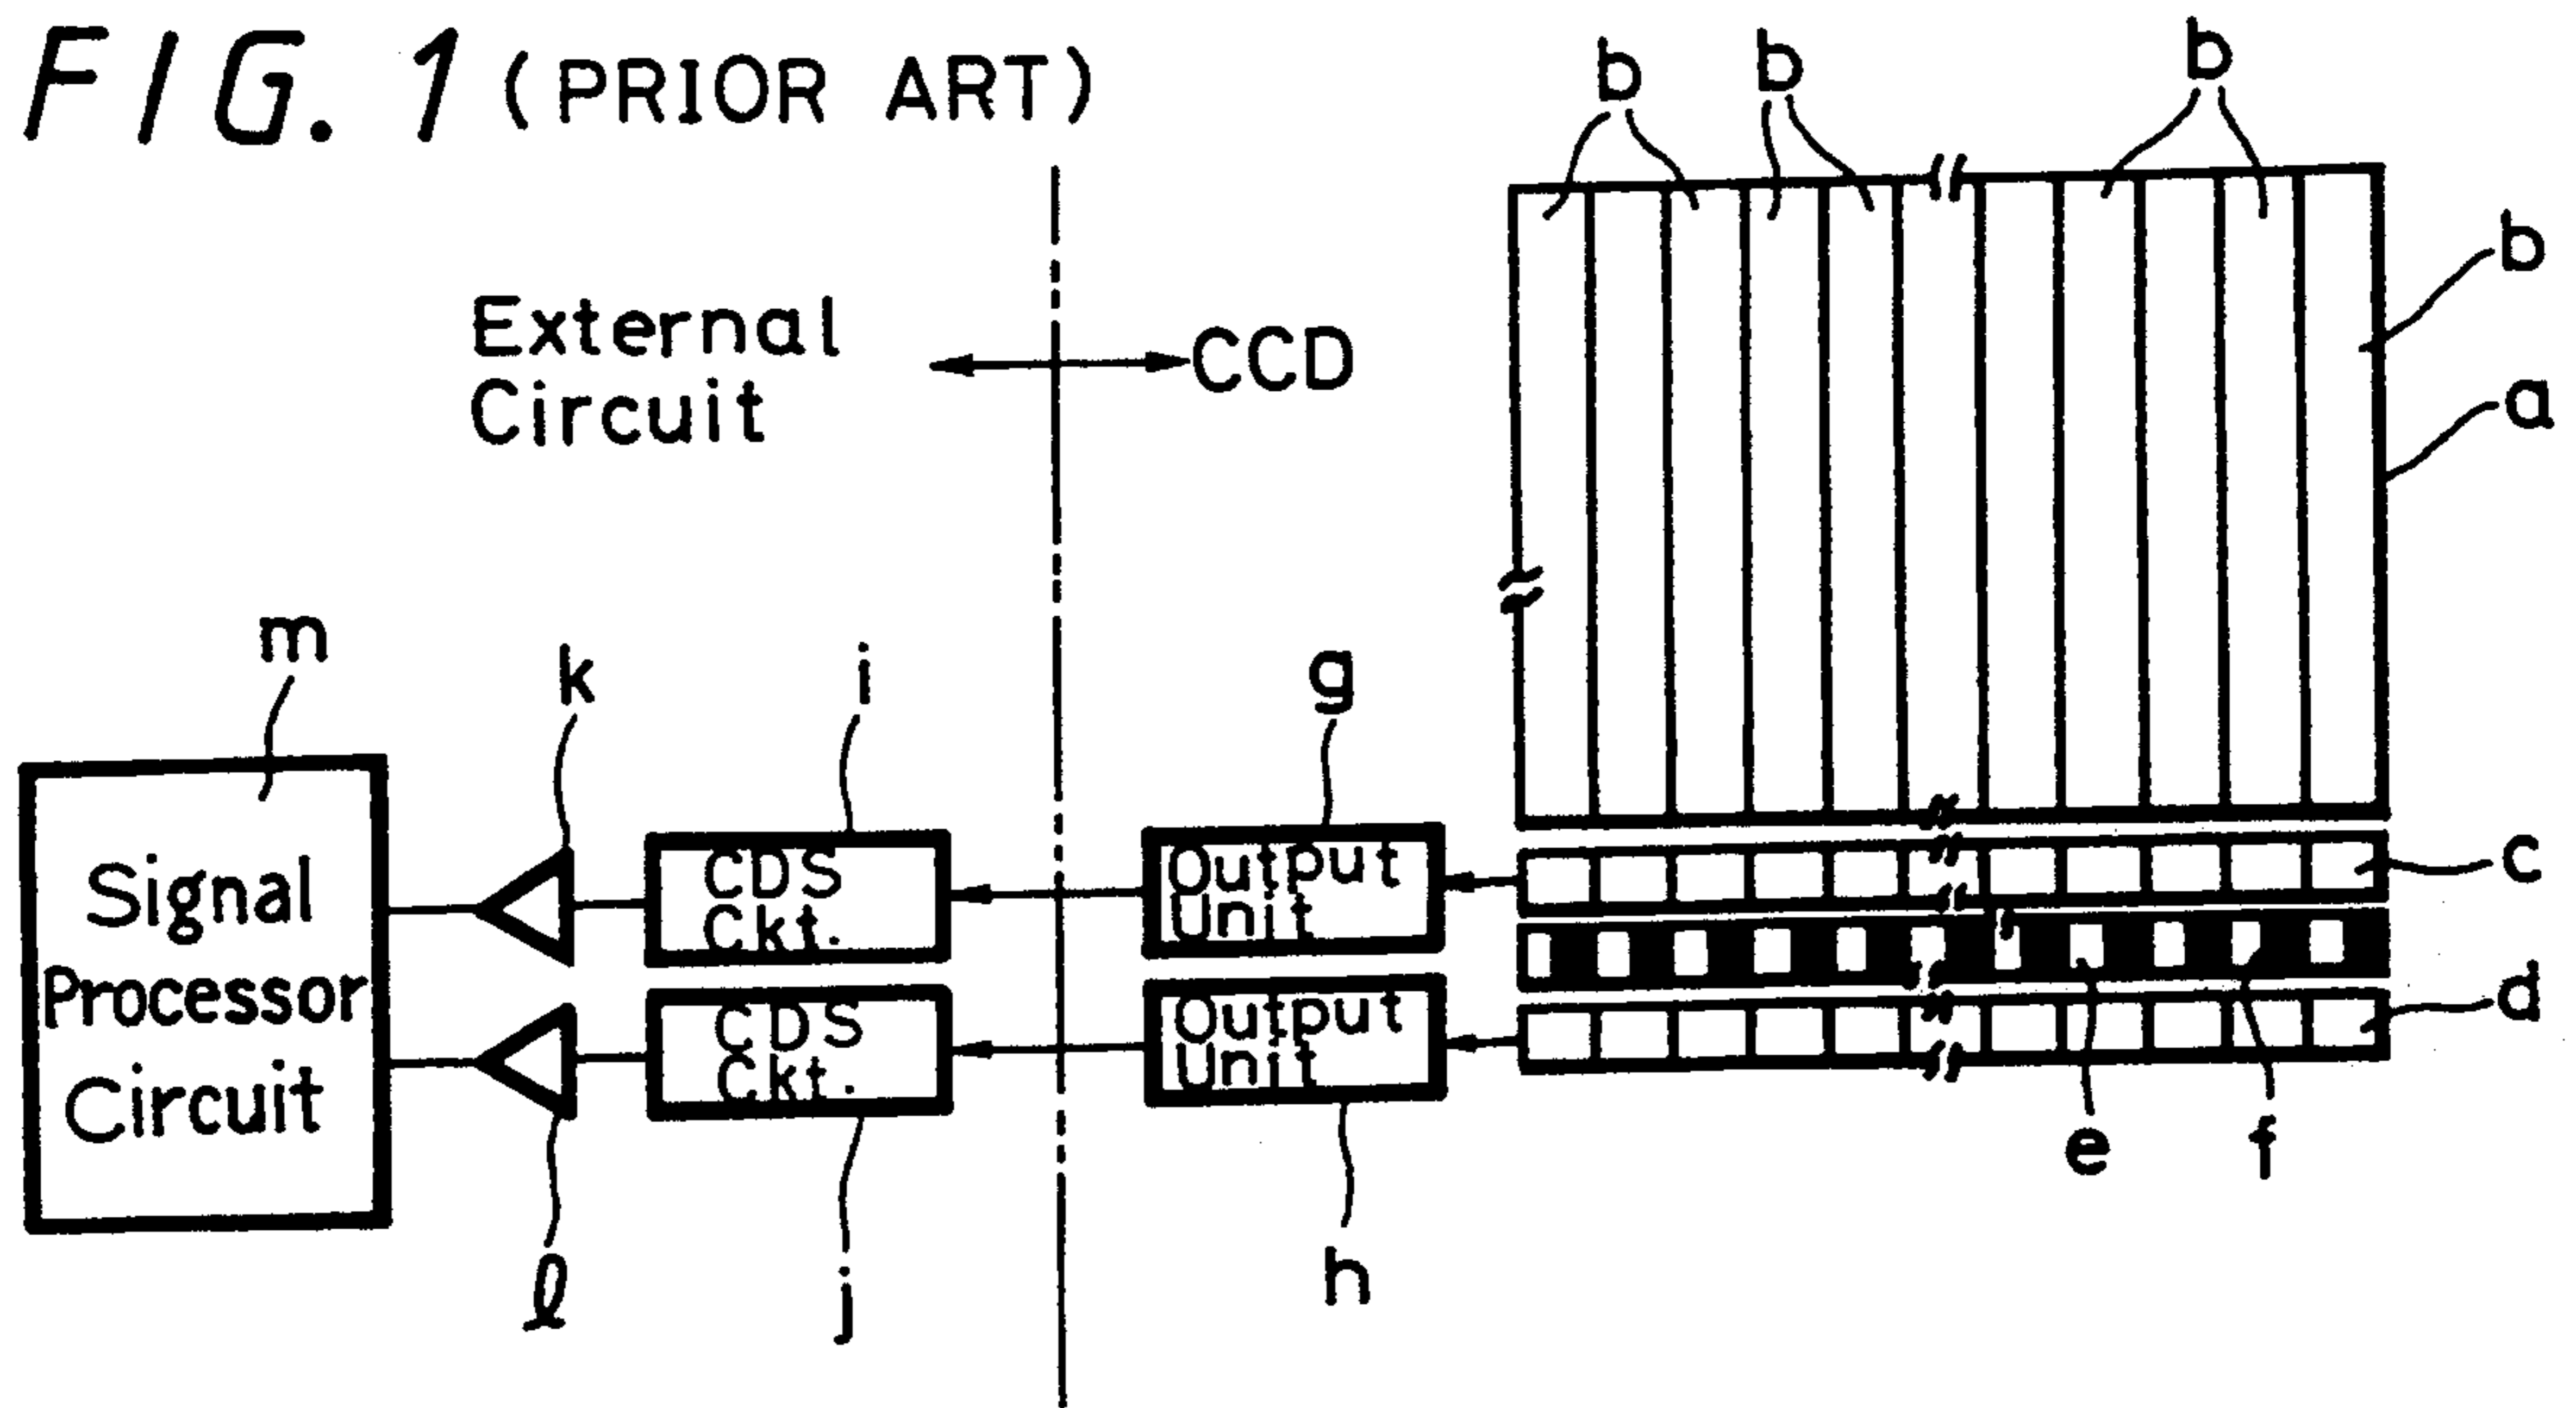 FIG. 1 (PRIOR ART)
b b b
b
a
External
Circuit
CCD
m k i g
Signal
Processor
Circuit
CDS
Ckt.
Output
Unit
c
CDS
Ckt.
Output
Unit
d
e f
l j h